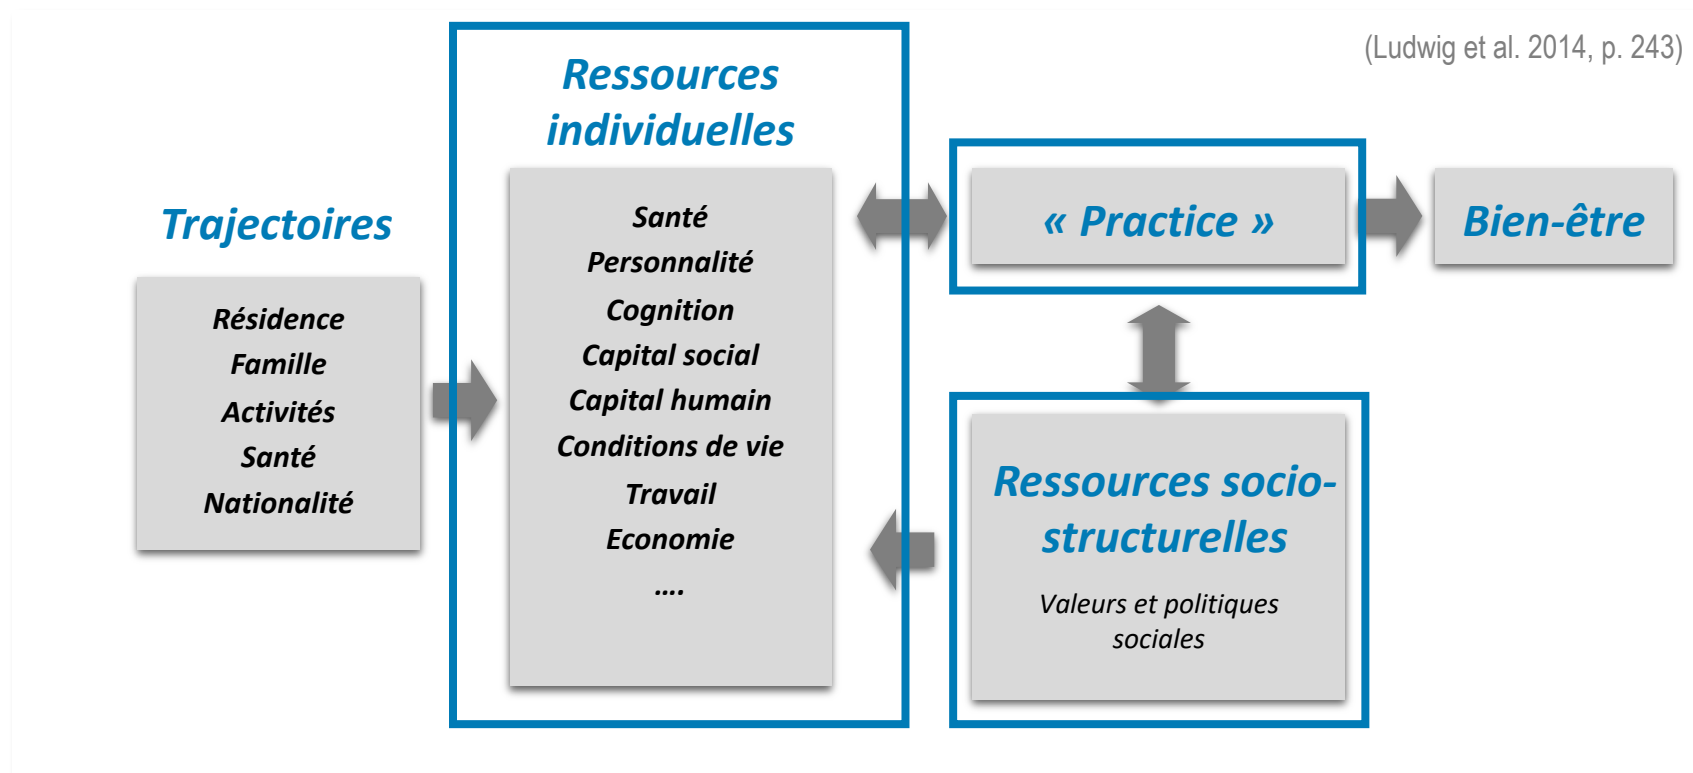 (Ludwig et al. 2014, p. 243)
Trajectoires
Résidence
Famille
Activités
Santé
Nationalité
Ressources
individuelles
Santé
Personnalité
Cognition
Capital social
Capital humain
Conditions de vie
Travail
Economie
....
« Practice »
Bien-être
Ressources socio-
structurelles
Valeurs et politiques
sociales